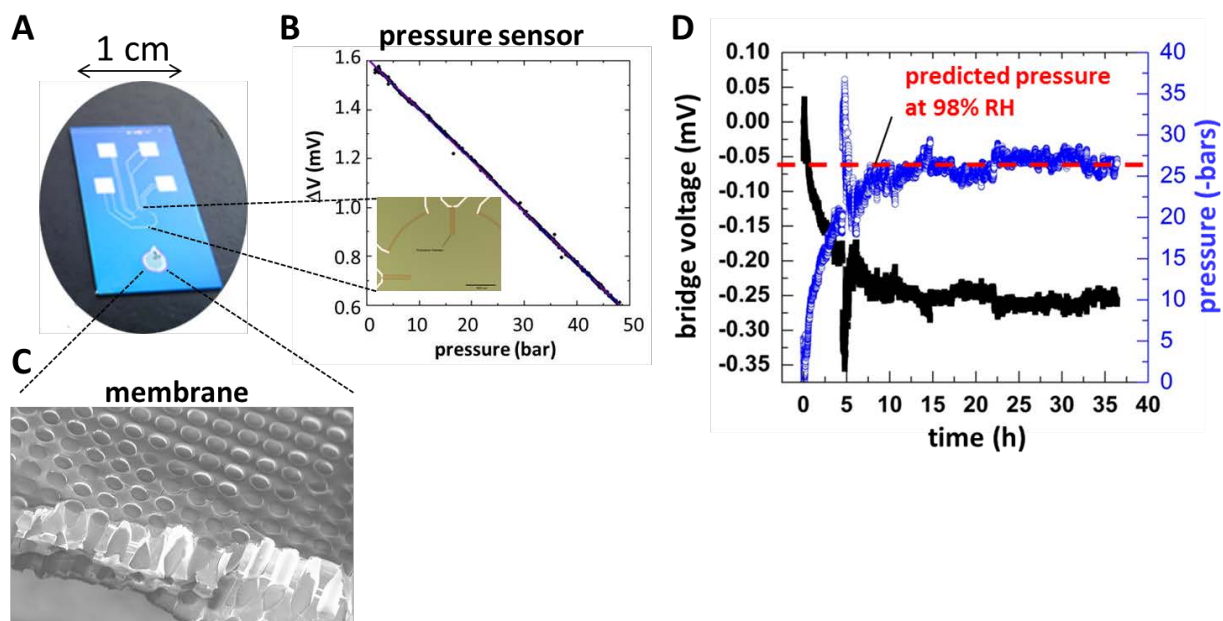 A
1 cm
B
pressure sensor
1.6
1.4
1.2
1.0
0.8
0.6
ΔV (mV)
0 10 20 30 40 50
pressure (bar)
C
membrane
D
0.10
0.05
0.00
-0.05
-0.10
-0.15
-0.20
-0.25
-0.30
-0.35
bridge voltage (mV)
predicted pressure
at 98% RH
40
35
30
25
20
15
10
5
0
pressure (-bars)
0 5 10 15 20 25 30 35 40
time (h)